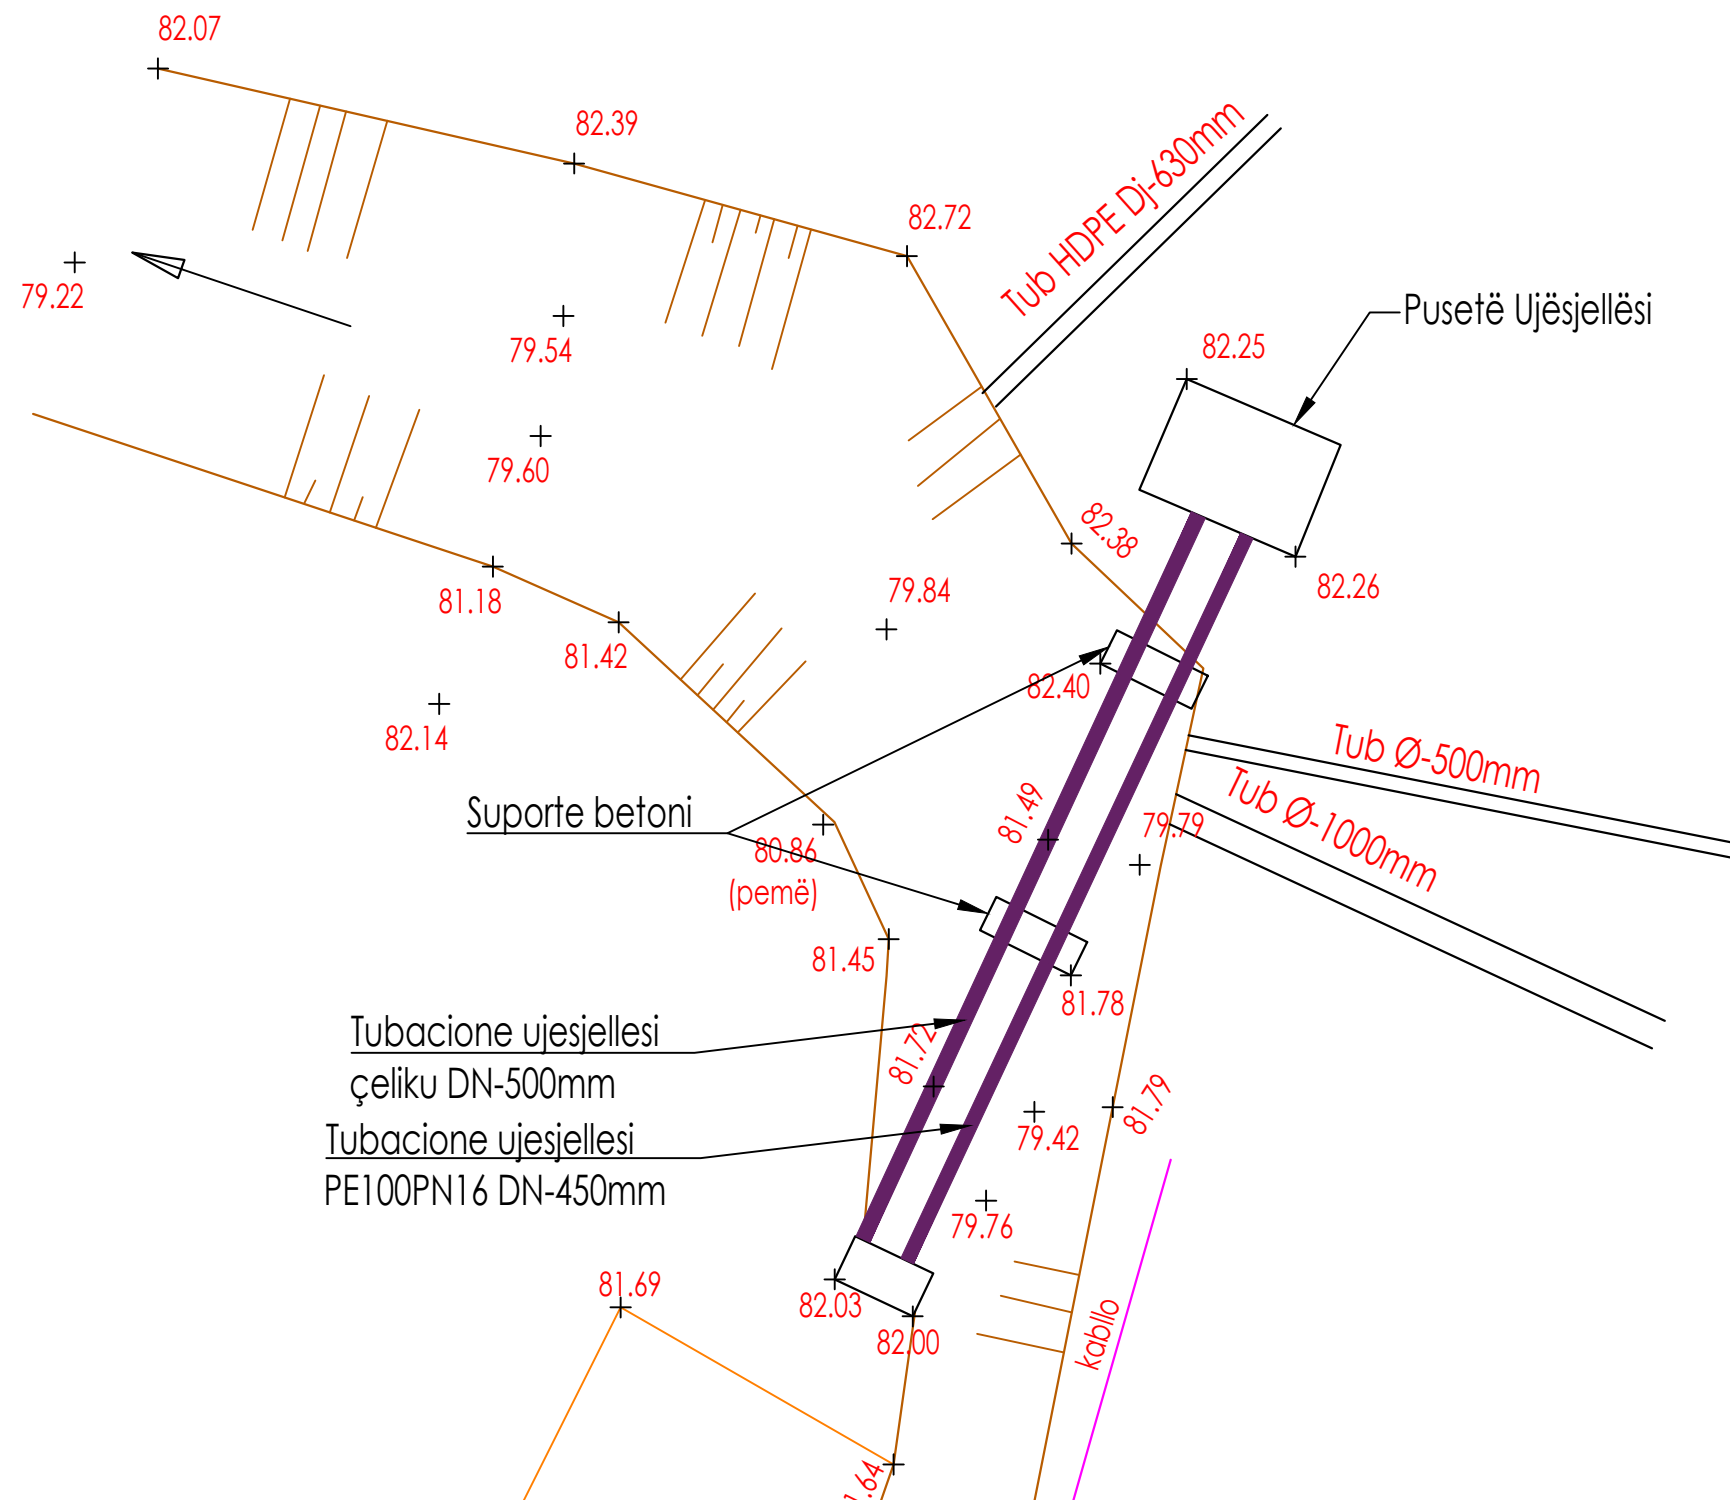 82.07
82.39
82.72
Tub HDPE Dj-630mm
79.22
79.54
Pusetë Ujësjellësi
82.25
79.60
82.38
82.26
81.18
79.84
81.42
82.40
82.14
Tub Ø-500mm
Tub Ø-1000mm
Suporte betoni
81.49
79.79
80.86
(pemë)
81.45
81.78
Tubacione ujesjellesi
çeliku DN-500mm
81.72
81.79
79.42
Tubacione ujesjellesi
PE100PN16 DN-450mm
79.76
81.69
82.03
82.00
kabllo
.64